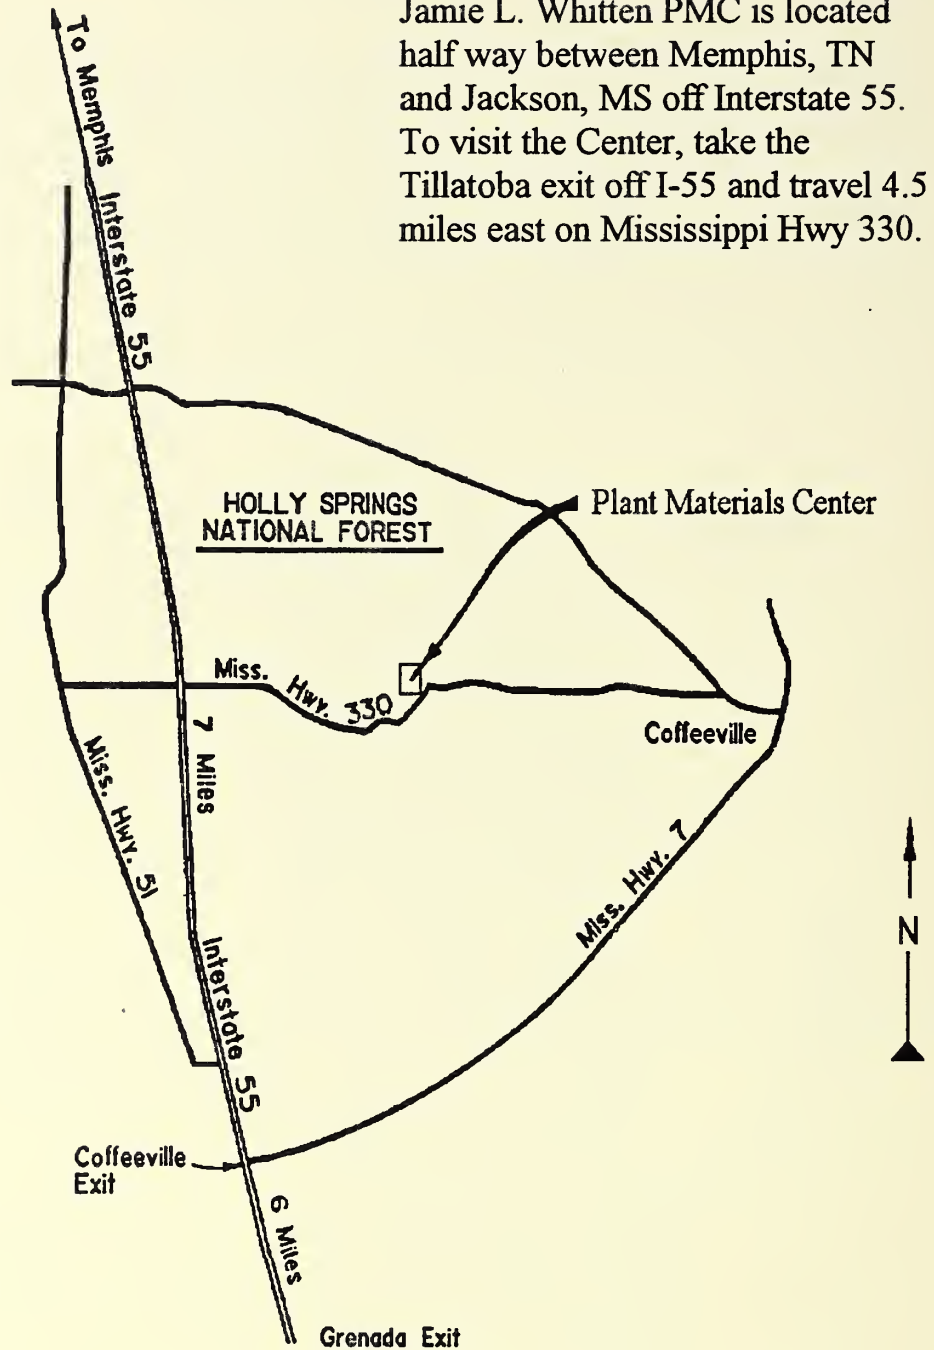 Jamie L. Whitten PMC is located
half way between Memphis, TN
and Jackson, MS off Interstate 55.
To visit the Center, take the
Tillatoba exit off I-55 and travel 4.5
miles east on Mississippi Hwy 330.
To Memphis
Interstate 55
HOLLY SPRINGS
NATIONAL FOREST
Plant Materials Center
Miss. Hwy. 330
7 Miles
Coffeeville
Miss. Hwy. 51
Miss. Hwy. 7
N
Interstate 55
Coffeeville
Exit
6 Miles
Grenada Exit